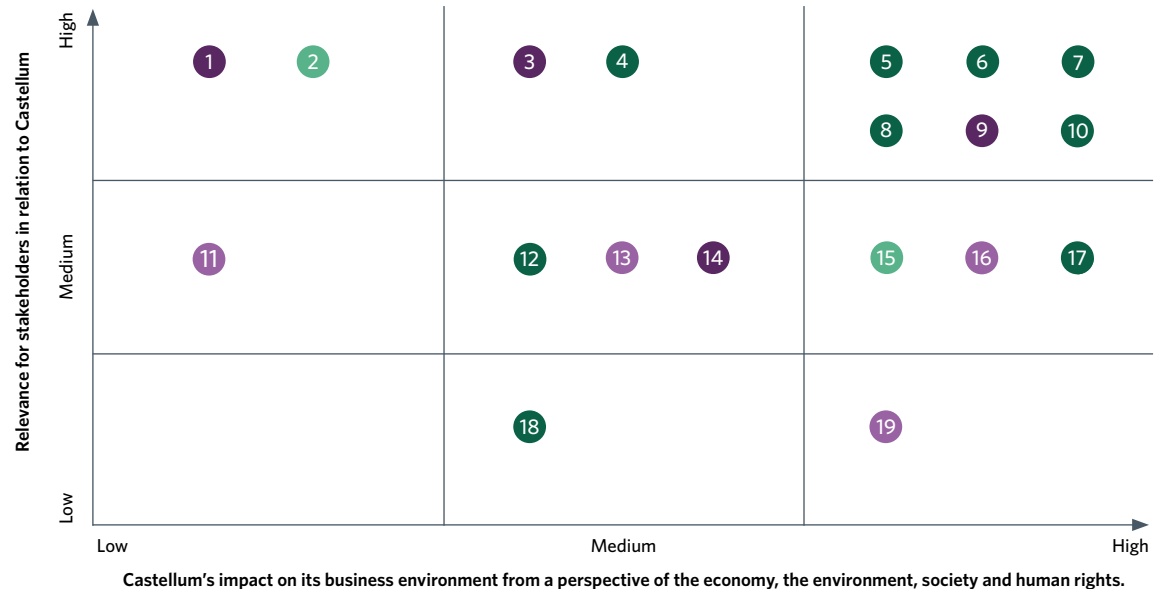 Relevance for stakeholders in relation to Castellum
High
1 2 3 4 5 6 7
8 9 10
Medium
11 12 13 14 15 16 17
18 19
Low
Low Medium High
Castellum's impact on its business environment from a perspective of the economy, the environment, society and human rights.